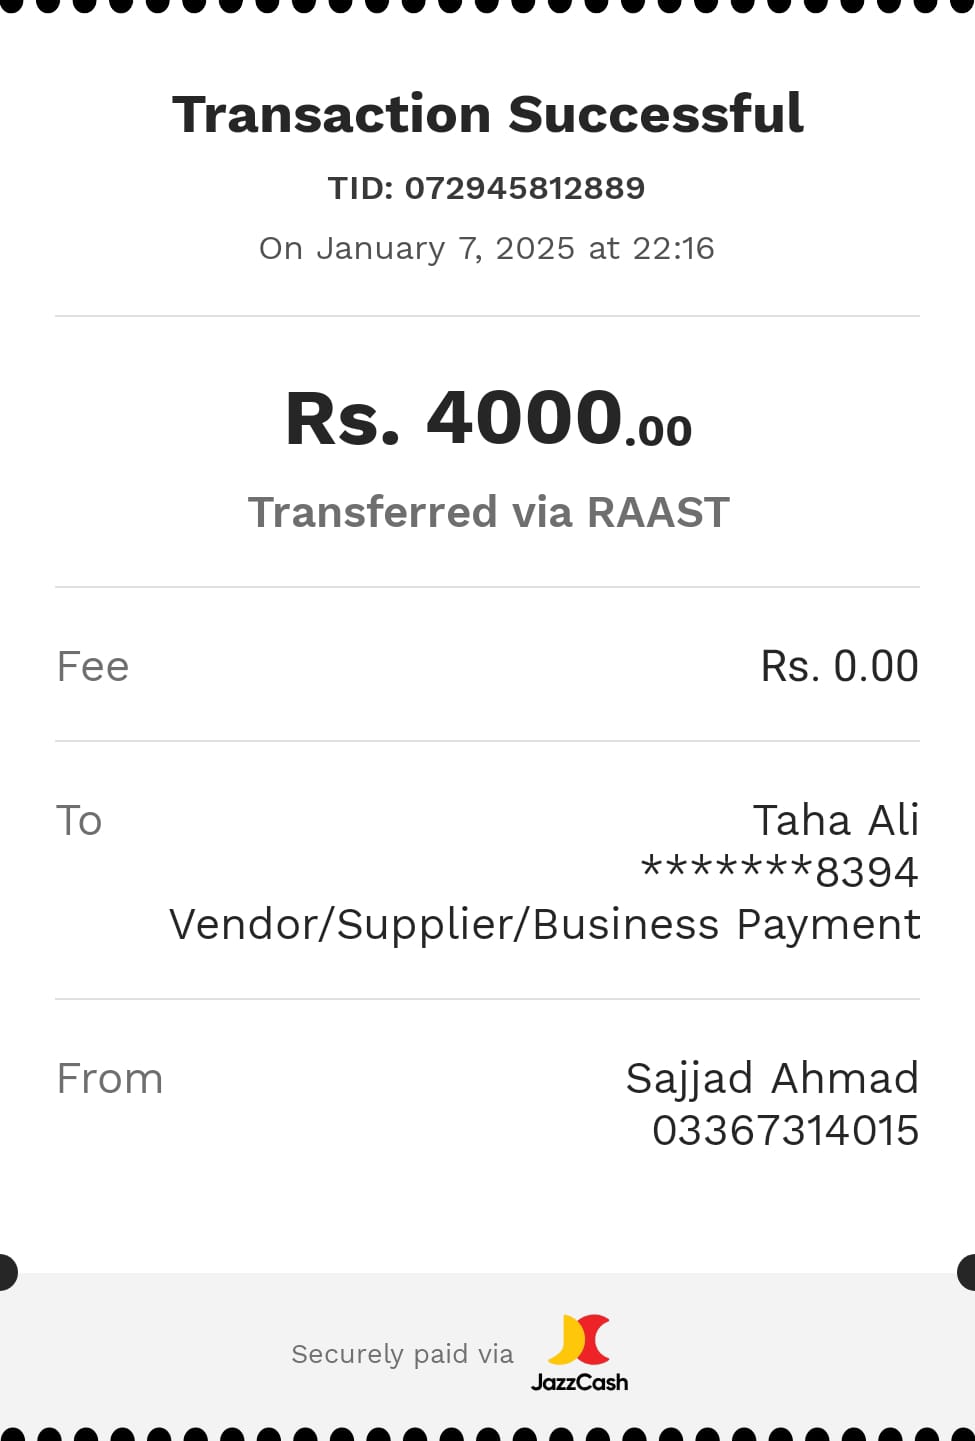 Transaction Successful
TID: 072945812889
On January 7, 2025 at 22:16
Rs. 4000.00
Transferred via RAAST
Fee Rs. 0.00
To Taha Ali
*******8394
Vendor/Supplier/Business Payment
From Sajjad Ahmad
03367314015
Securely paid via JazzCash